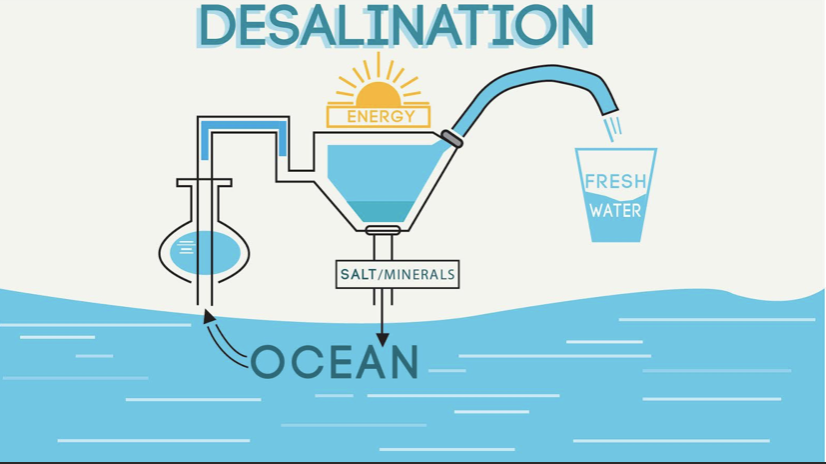 DESALINATION
ENERGY
FRESH
WATER
SALT/MINERALS
OCEAN